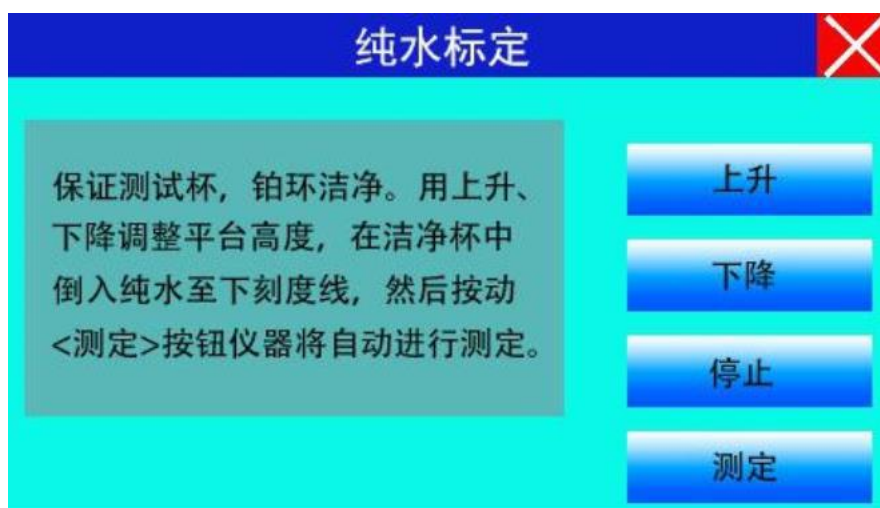 纯水标定
保证测试杯，铂环洁净。用上升、
下降调整平台高度，在洁净杯中
倒入纯水至下刻度线，然后按动
<测定>按钮仪器将自动进行测定。
上升
下降
停止
测定